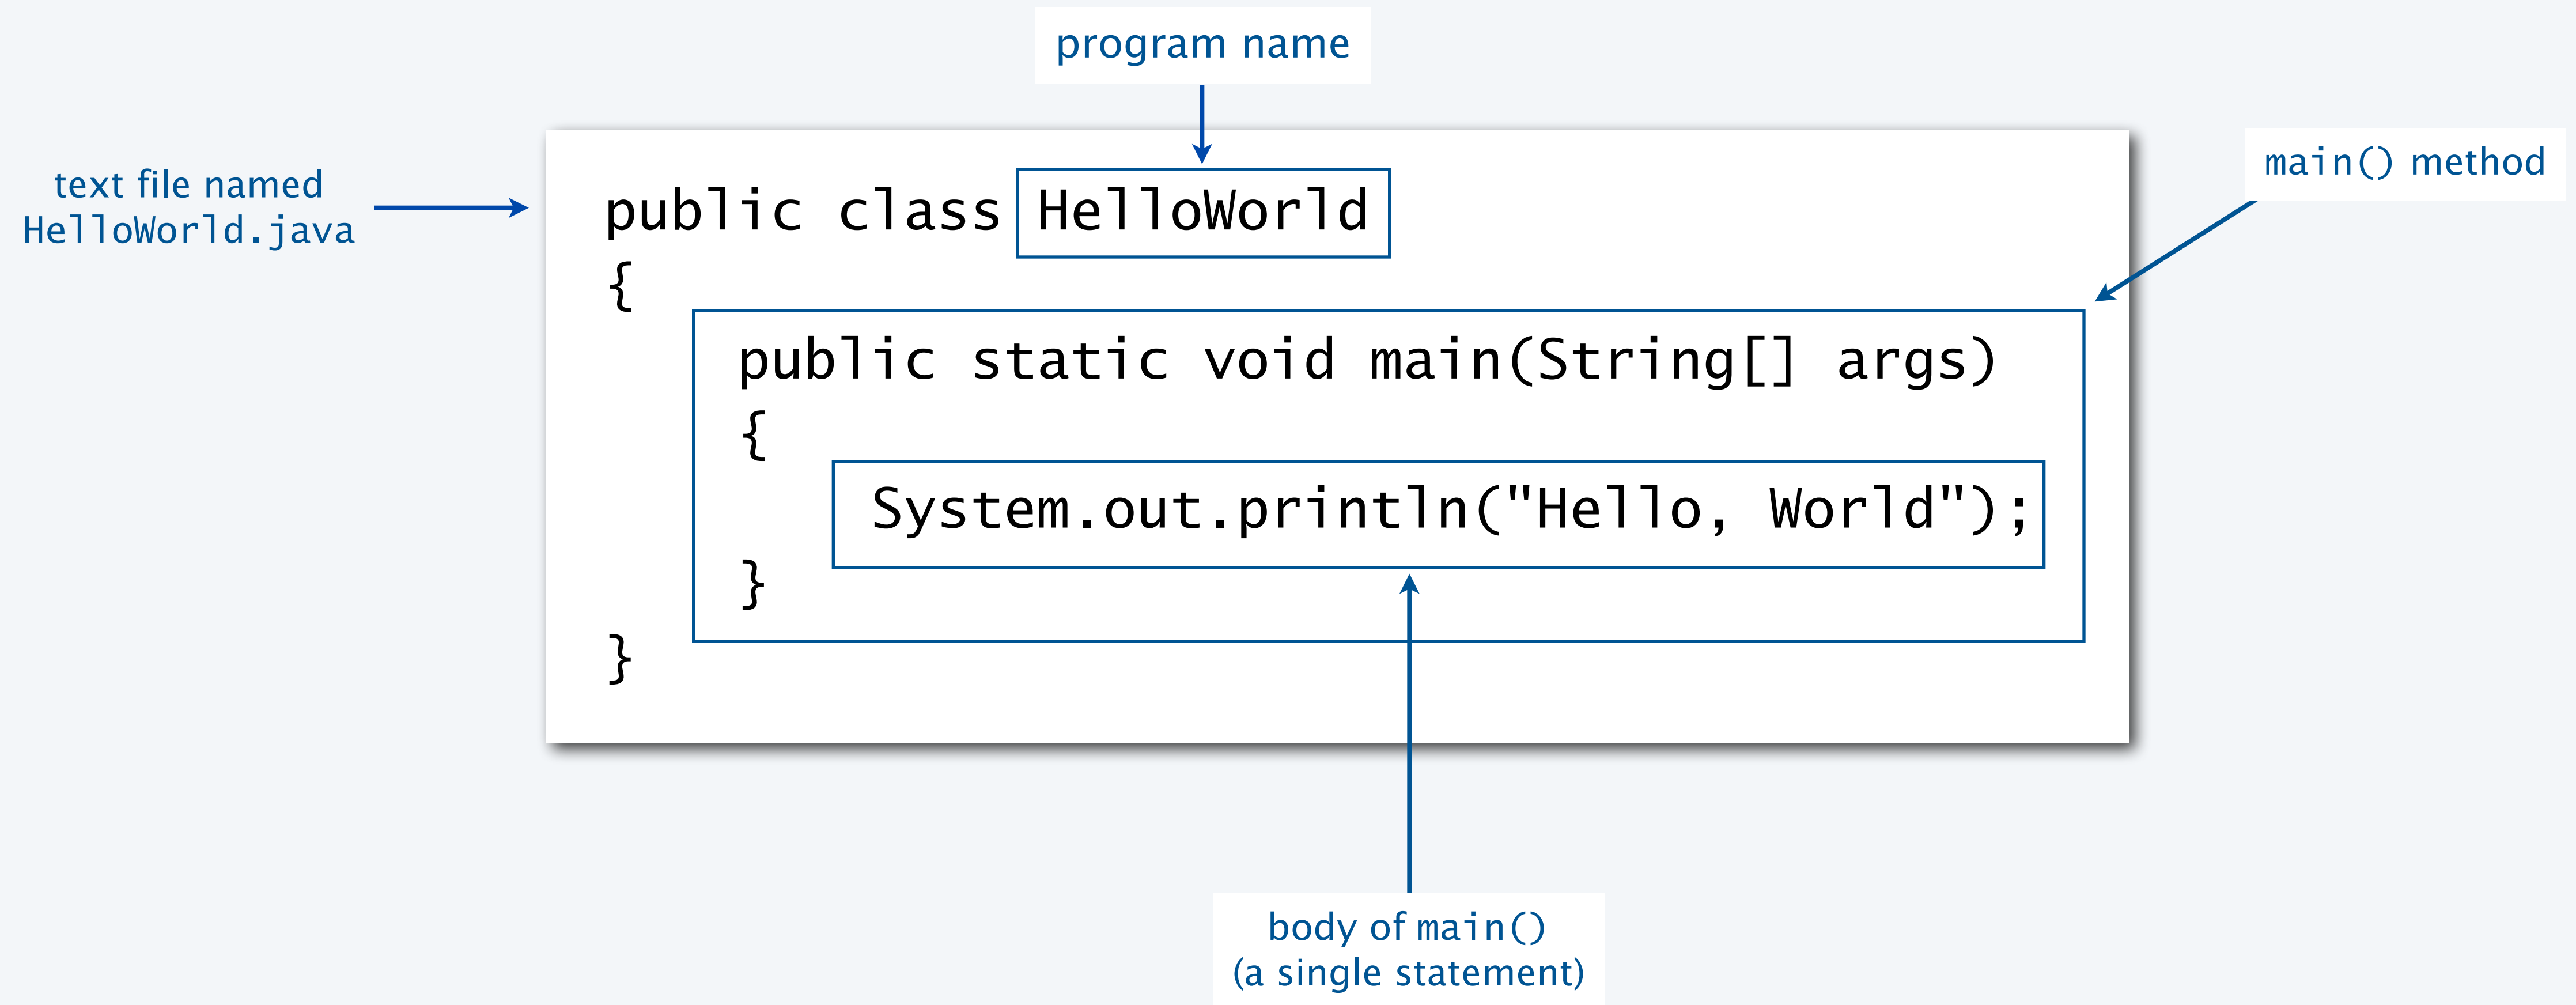 program name
text file named
HelloWorld.java
main() method
public class HelloWorld
{
public static void main(String[] args)
{
System.out.println("Hello, World");
}
}
body of main()
(a single statement)